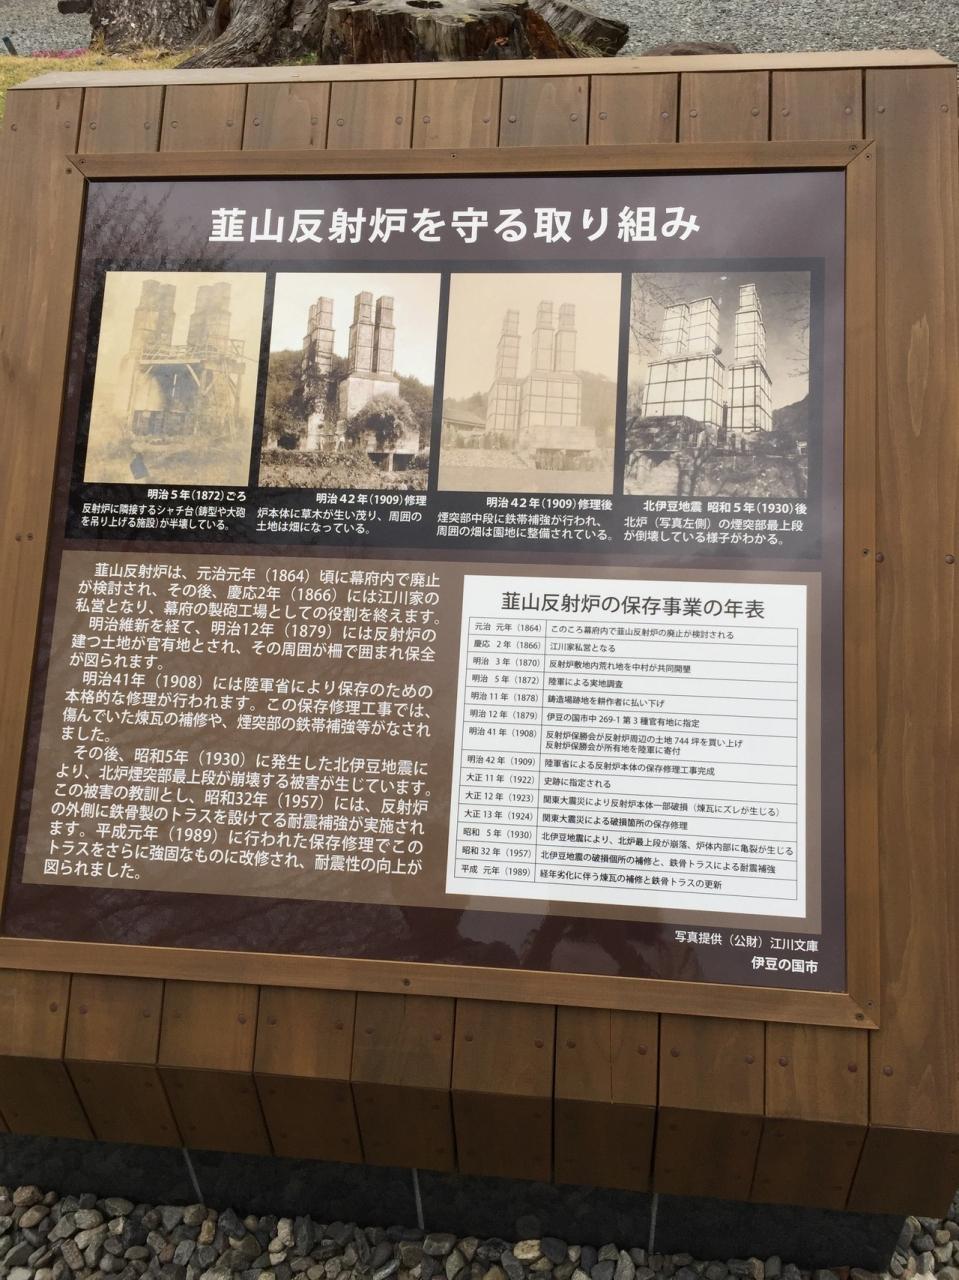 韮山反射炉を守る取り組み
明治5年(1872)ごろ
反射炉に隣接するシャチ台(鋳型や大砲
を吊り上げる施設)が半壊している。
明治42年(1909)修理
炉本体に草木が生い茂り、周囲の
土地は畑になっている。
明治42年(1909)修理後
煙突部中段に鉄帯補強が行われ、
周囲の畑は園地に整備されている。
北伊豆地震 昭和5年(1930)後
北炉(写真左側)の煙突部最上段
が倒壊している様子がわかる。
韮山反射炉は、元治元年(1864)頃に幕府内で廃止
が検討され、その後、慶応2年(1866)には江川家の
私営となり、幕府の製砲工場としての役割を終えます。
明治維新を経て、明治12年(1879)には反射炉の
建つ土地が官有地とされ、その周囲が柵で囲まれ保全
が図られます。
明治41年(1908)には陸軍省により保存のための
本格的な修理が行われます。この保存修理工事では、
傷んでいた煉瓦の補修や、煙突部の鉄帯補強等がなされ
ました。
その後、昭和5年(1930)に発生した北伊豆地震に
より、北炉煙突部最上段が崩壊する被害が生じています。
この被害の教訓とし、昭和32年(1957)には、反射炉
の外側に鉄骨製のトラスを設けてる耐震補強が実施され
ます。平成元年(1989)に行われた保存修理でこの
トラスをさらに強固なものに改修され、耐震性の向上が
図られました。
韮山反射炉の保存事業の年表
元治 元年(1864) このころ幕府内で韮山反射炉の廃止が検討される
慶応 2年(1866) 江川家私営となる
明治 3年(1870) 反射炉敷地内荒れ地を中村が共同開墾
明治 5年(1872) 陸軍による実地調査
明治11年(1878) 鋳造場跡地を耕作者に払い下げ
明治12年(1879) 伊豆の国市中269-1第3種官有地に指定
明治41年(1908) 反射炉保勝会が反射炉周辺の土地744坪を買い上げ
反射炉保勝会が所有地を陸軍に寄付
明治42年(1909) 陸軍省による反射炉本体の保存修理工事完成
大正11年(1922) 史跡に指定される
大正12年(1923) 関東大震災により反射炉本体一部破損(煉瓦にズレが生じる)
大正13年(1924) 関東大震災による破損箇所の保存修理
昭和 5年(1930) 北伊豆地震により、北炉最上段が崩落、炉体内部に亀裂が生じる
昭和32年(1957) 北伊豆地震の破損個所の補修と、鉄骨トラスによる耐震補強
平成 元年(1989) 経年劣化に伴う煉瓦の補修と鉄骨トラスの更新
写真提供(公財)江川文庫
伊豆の国市